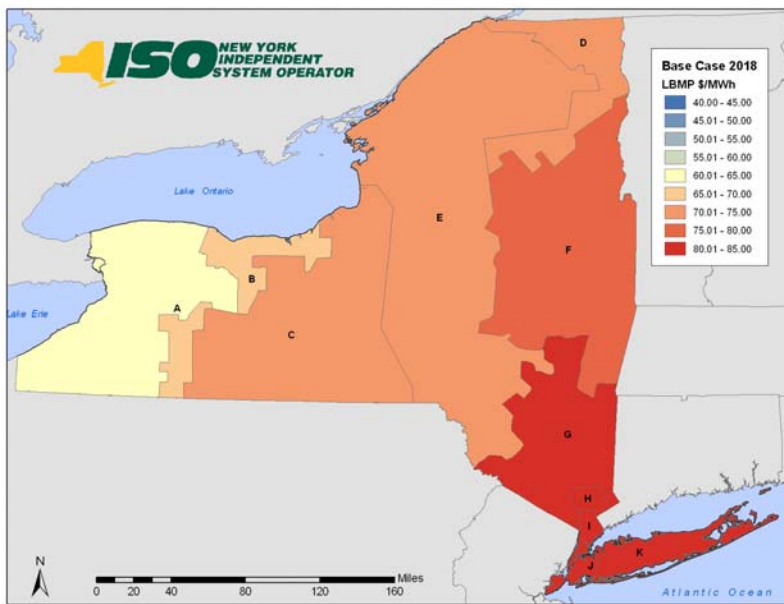 ISO
NEW YORK
INDEPENDENT
SYSTEM OPERATOR
Base Case 2018
LBMP $/MWh
40.00 - 45.00
45.01 - 50.00
50.01 - 55.00
55.01 - 60.00
60.01 - 65.00
65.01 - 70.00
70.01 - 75.00
75.01 - 80.00
80.01 - 85.00
D
Lake Ontario
E
F
B
A
Lake Erie
C
G
H
I
K
J
N
Miles
0 20 40 80 120 160
Atlantic Ocean